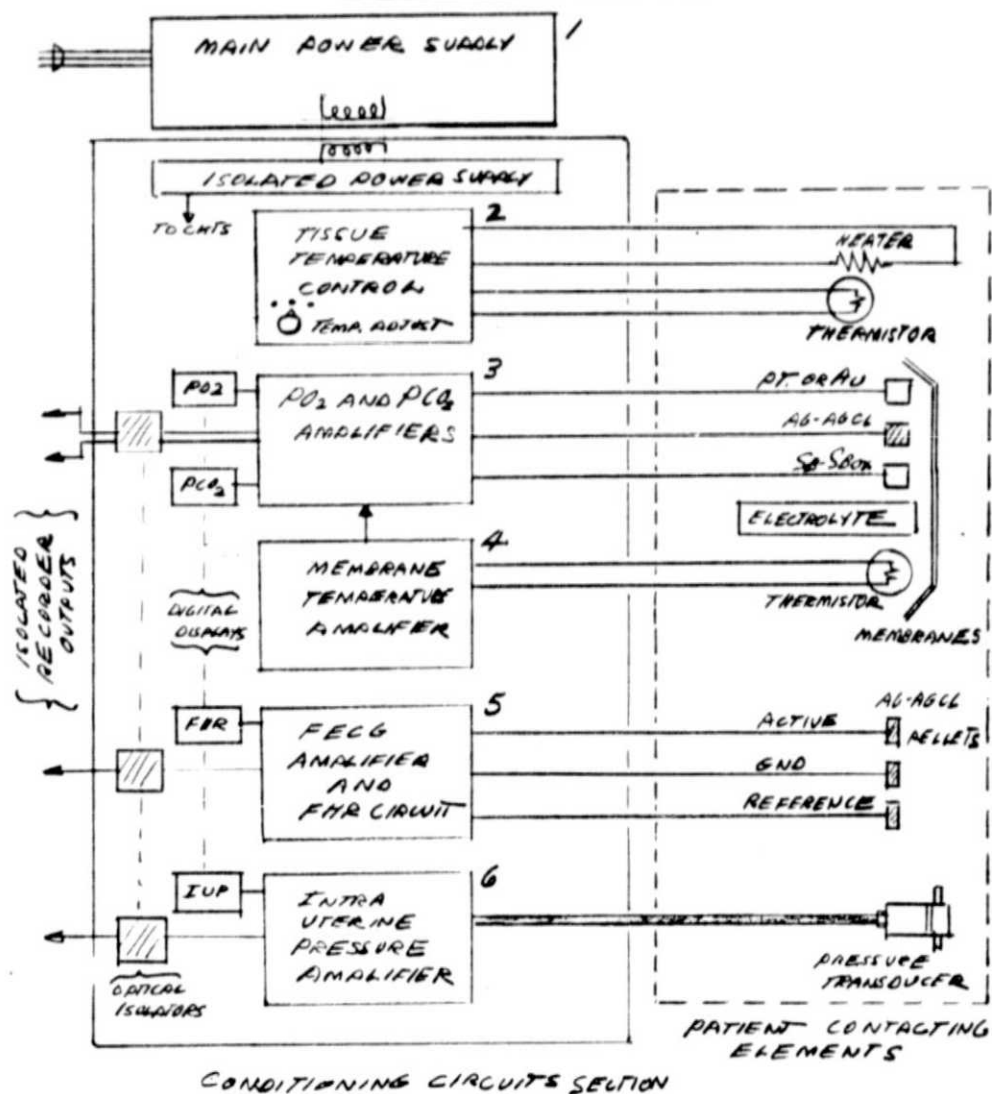 MAIN POWER SUPPLY
1
ISOLATED POWER SUPPLY
TO CKTS
2
TISSUE
TEMPERATURE
CONTROL
TEMP. ADJUST
HEATER
THERMISTOR
3
PO2
PO2 AND PCO2
AMPLIFIERS
PCO2
PT. OR AU
AG-AGCL
SB-SBOX
ELECTROLYTE
4
MEMBRANE
TEMPERATURE
AMPLIFIER
THERMISTOR
MEMBRANES
{ ISOLATED
RECORDER
OUTPUTS }
{ DIGITAL
DISPLAYS }
5
FHR
FECG
AMPLIFIER
AND
FHR CIRCUIT
ACTIVE
GND
REFERENCE
AG-AGCL
PELLETS
6
IUP
INTRA
UTERINE
PRESSURE
AMPLIFIER
PRESSURE
TRANSDUCER
OPTICAL
ISOLATORS
PATIENT CONTACTING
ELEMENTS
CONDITIONING CIRCUITS SECTION